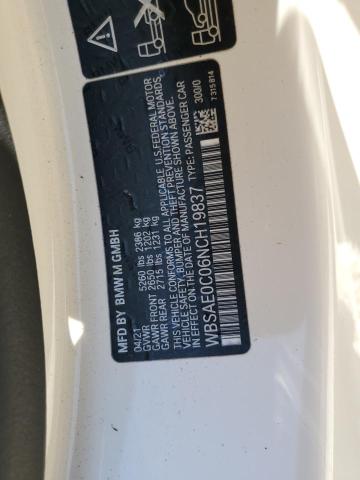 MFD BY BMW M GMBH
04/21
GVWR 5260 lbs 2386 kg
GAWR FRONT 2650 lbs 1202 kg
GAWR REAR 2715 lbs 1231 kg
THIS VEHICLE CONFORMS TO ALL APPLICABLE U.S. FEDERAL MOTOR
VEHICLE SAFETY, BUMPER, AND THEFT PREVENTION STANDARDS
IN EFFECT ON THE DATE OF MANUFACTURE SHOWN ABOVE.
WBSAE0C06NCH19837 TYPE: PASSENGER CAR
300/0
7 315 814